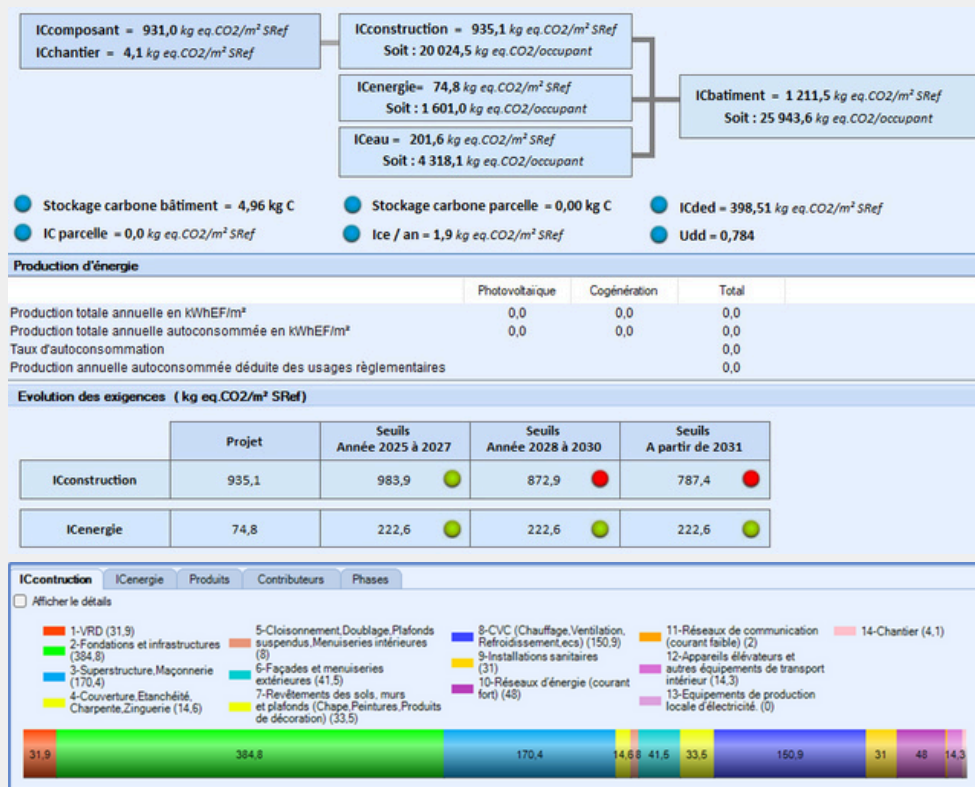 ICcomposant = 931,0 kg eq.CO2/m² SRef
ICchantier = 4,1 kg eq.CO2/m² SRef
ICconstruction = 935,1 kg eq.CO2/m² SRef
Soit : 20 024,5 kg eq.CO2/occupant
ICenergie= 74,8 kg eq.CO2/m² SRef
Soit : 1 601,0 kg eq.CO2/occupant
ICeau = 201,6 kg eq.CO2/m² SRef
Soit : 4 318,1 kg eq.CO2/occupant
ICbatiment = 1 211,5 kg eq.CO2/m² SRef
Soit : 25 943,6 kg eq.CO2/occupant
Stockage carbone bâtiment = 4,96 kg C
Stockage carbone parcelle = 0,00 kg C
ICded = 398,51 kg eq.CO2/m² SRef
IC parcelle = 0,0 kg eq.CO2/m² SRef
Ice / an = 1,9 kg eq.CO2/m² SRef
Udd = 0,784
Production d'énergie
Photovoltaïque Cogénération Total
Production totale annuelle en kWhEF/m² 0,0 0,0 0,0
Production totale annuelle autoconsommée en kWhEF/m² 0,0 0,0 0,0
Taux d'autoconsommation 0,0
Production annuelle autoconsommée déduite des usages règlementaires 0,0
Evolution des exigences ( kg eq.CO2/m² SRef)
Projet
Seuils
Année 2025 à 2027
Seuils
Année 2028 à 2030
Seuils
A partir de 2031
ICconstruction 935,1 983,9 872,9 787,4
ICenergie 74,8 222,6 222,6 222,6
ICcontruction ICenergie Produits Contributeurs Phases
Afficher le détails
1-VRD (31,9)
2-Fondations et infrastructures
(384,8)
3-Superstructure,Maçonnerie
(170,4)
4-Couverture,Etanchéité,
Charpente,Zinguerie (14,6)
5-Cloisonnement,Doublage,Plafonds
suspendus,Menuiseries intérieures
(8)
6-Façades et menuiseries
extérieures (41,5)
7-Revêtements des sols, murs
et plafonds (Chape,Peintures,Produits
de décoration) (33,5)
8-CVC (Chauffage,Ventilation,
Refroidissement,ecs) (150,9)
9-Installations sanitaires
(31)
10-Réseaux d'énergie (courant
fort) (48)
11-Réseaux de communication
(courant faible) (2)
12-Appareils élévateurs et
autres équipements de transport
intérieur (14,3)
13-Equipements de production
locale d'électricité. (0)
14-Chantier (4,1)
31,9 384,8 170,4 14,6 8 41,5 33,5 150,9 31 48 14,3